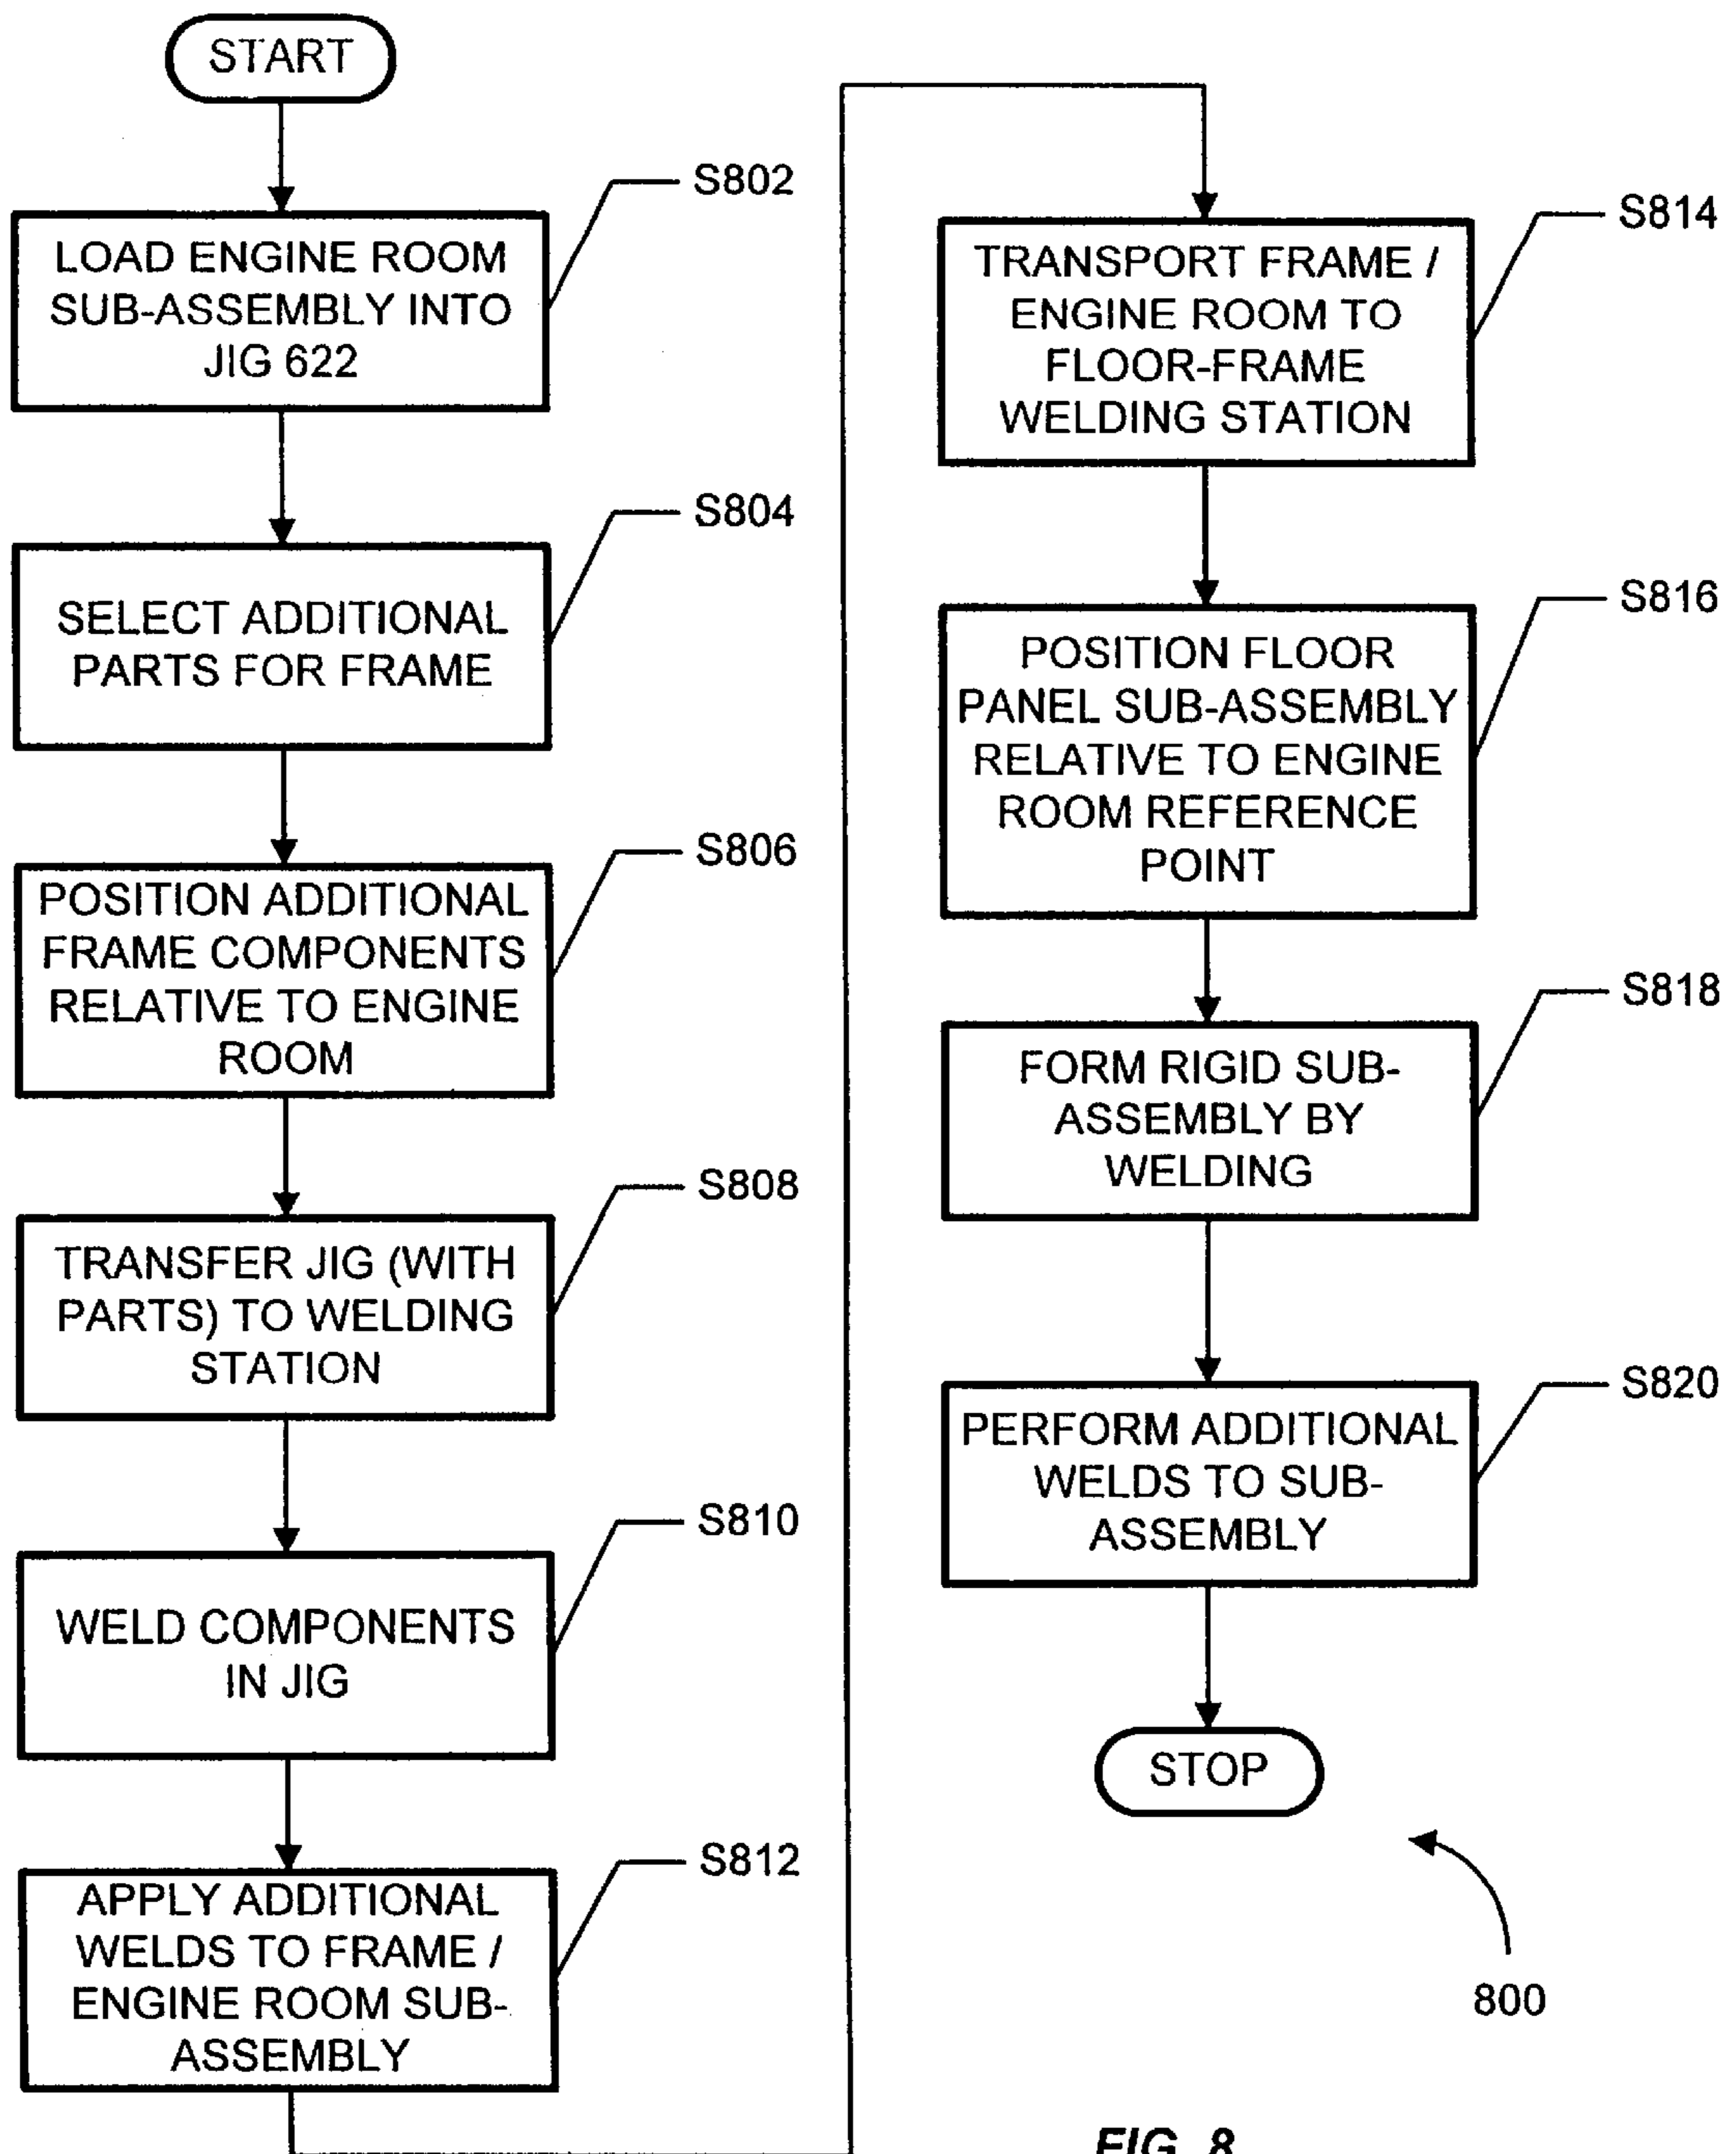 START
S802
LOAD ENGINE ROOM
SUB-ASSEMBLY INTO
JIG 622
S804
SELECT ADDITIONAL
PARTS FOR FRAME
S806
POSITION ADDITIONAL
FRAME COMPONENTS
RELATIVE TO ENGINE
ROOM
S808
TRANSFER JIG (WITH
PARTS) TO WELDING
STATION
S810
WELD COMPONENTS
IN JIG
S812
APPLY ADDITIONAL
WELDS TO FRAME /
ENGINE ROOM SUB-
ASSEMBLY
S814
TRANSPORT FRAME /
ENGINE ROOM TO
FLOOR-FRAME
WELDING STATION
S816
POSITION FLOOR
PANEL SUB-ASSEMBLY
RELATIVE TO ENGINE
ROOM REFERENCE
POINT
S818
FORM RIGID SUB-
ASSEMBLY BY
WELDING
S820
PERFORM ADDITIONAL
WELDS TO SUB-
ASSEMBLY
STOP
800
FIG. 8